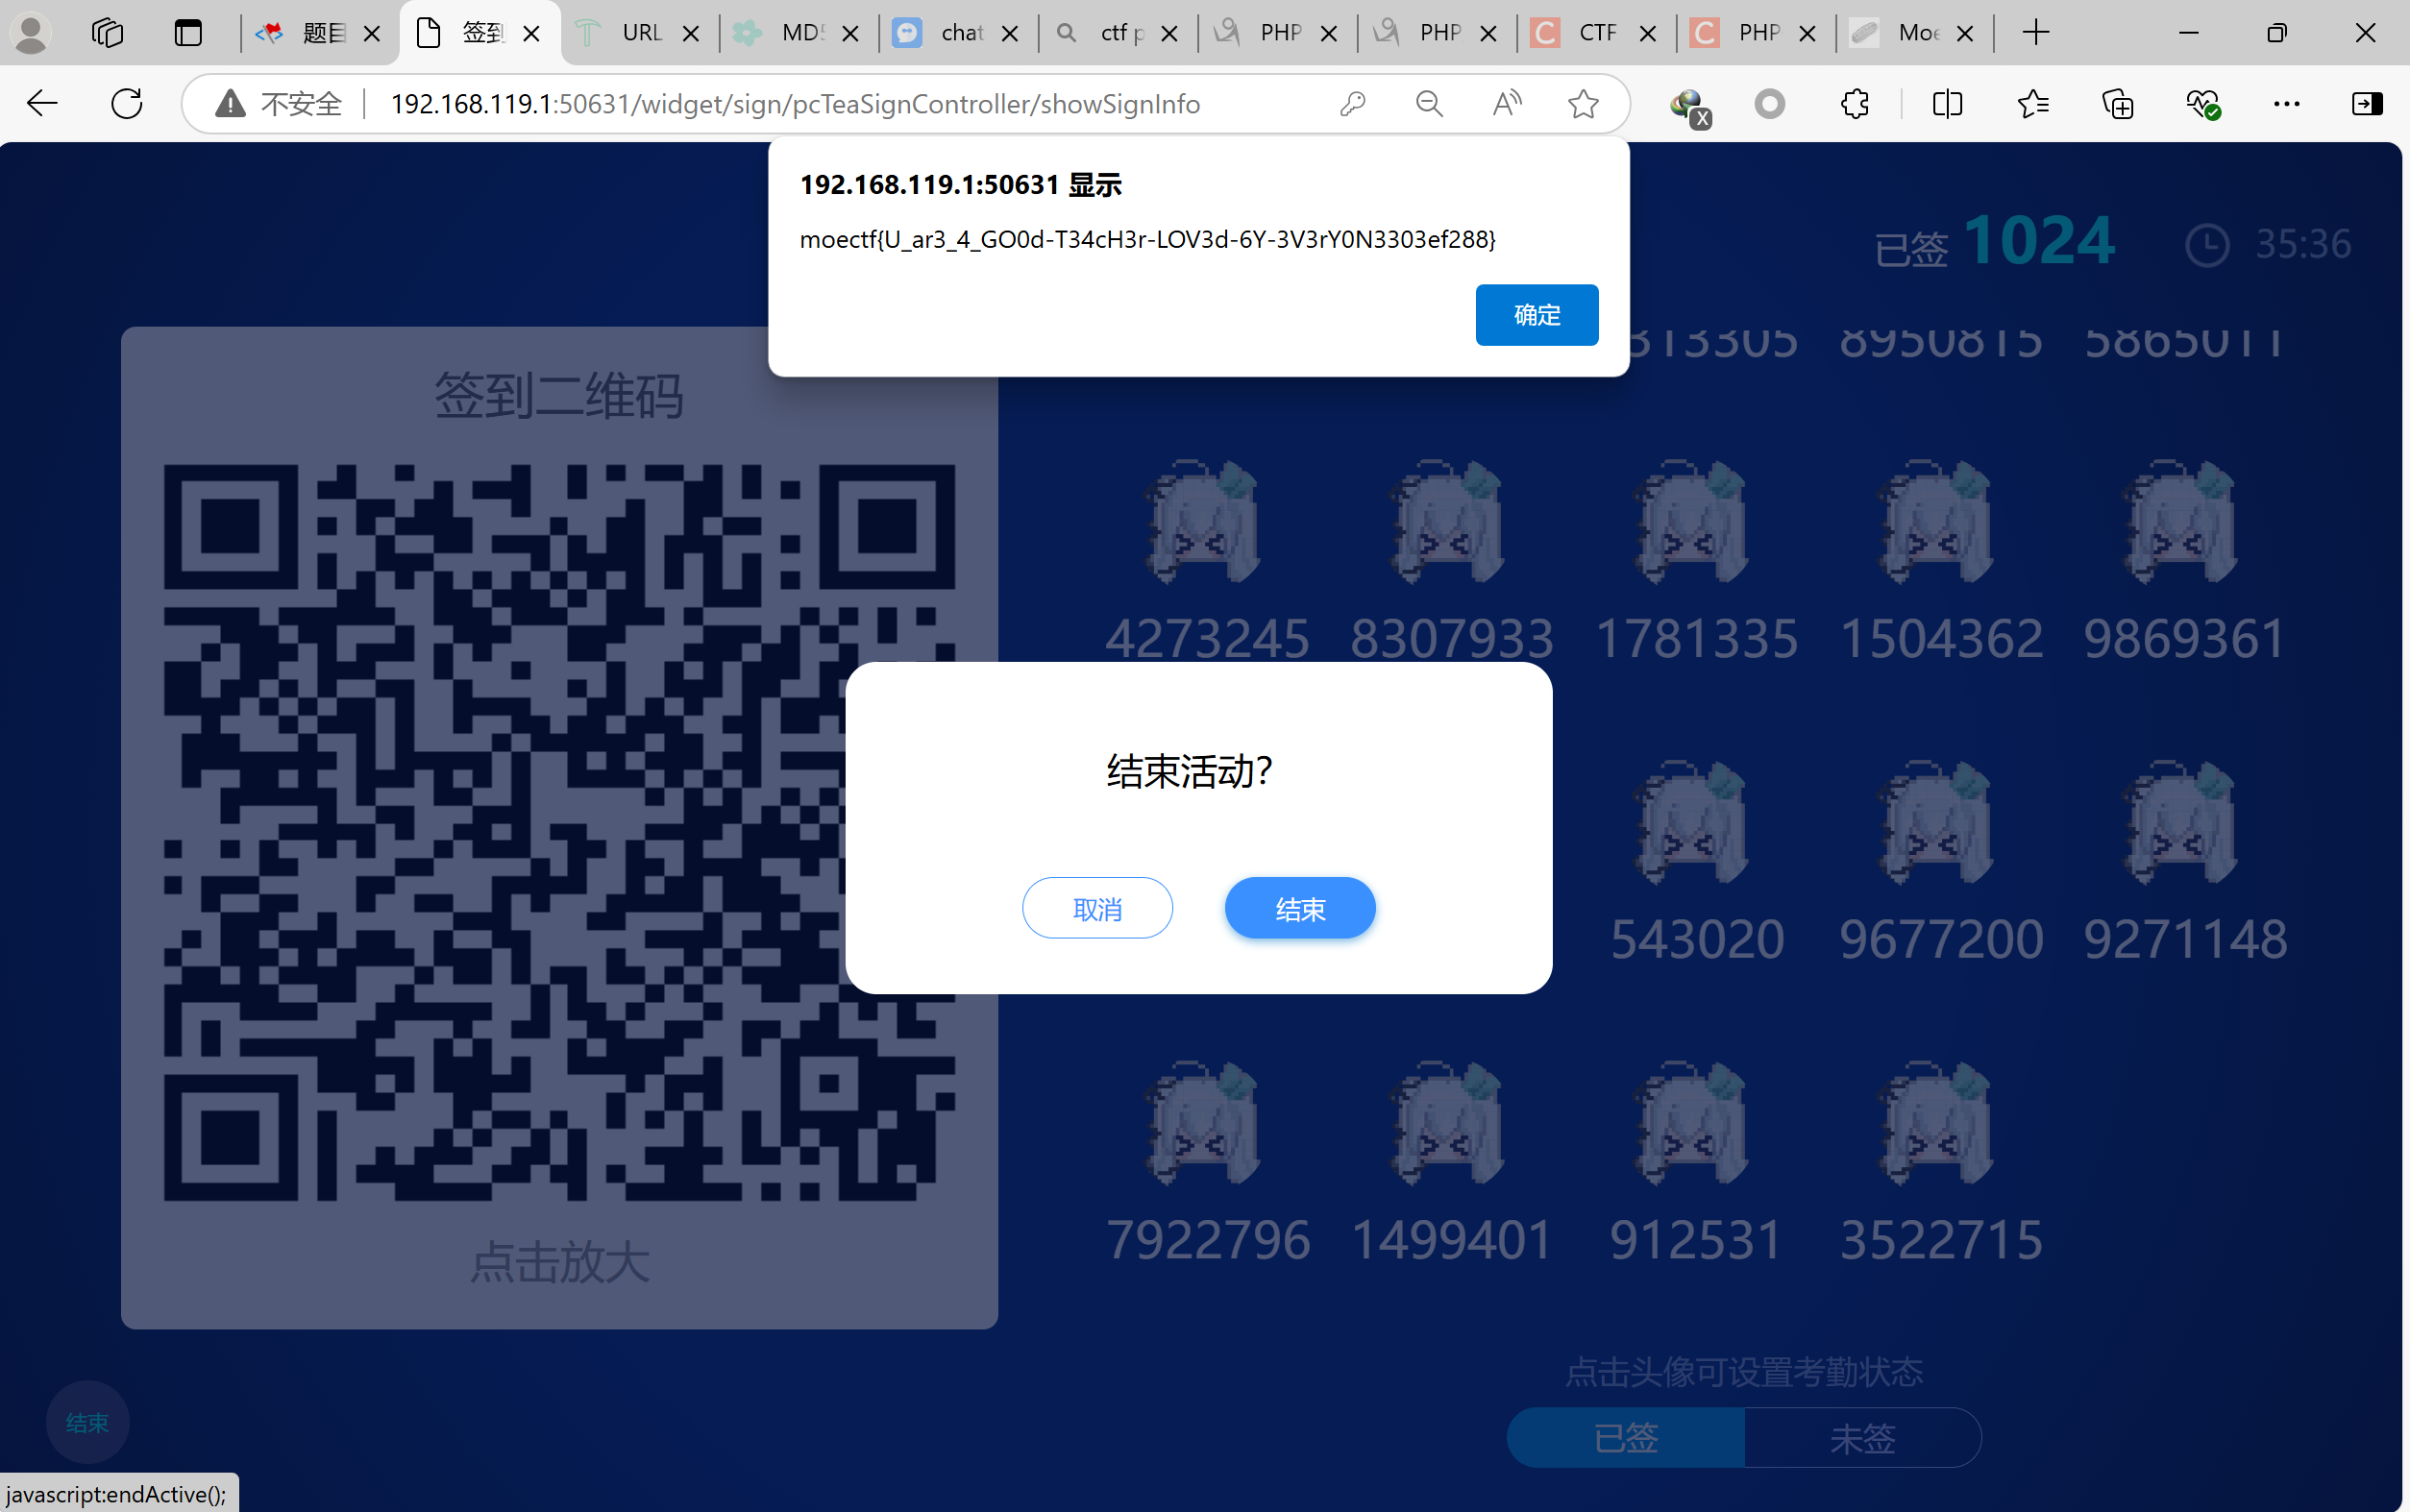 题目
签到
URL
MD5
chat
ctf p
PHP
PHP
CTF
PHP
Moe
不安全
192.168.119.1:50631/widget/sign/pcTeaSignController/showSignInfo
192.168.119.1:50631 显示
moectf{U_ar3_4_GO0d-T34cH3r-LOV3d-6Y-3V3rY0N3303ef288}
确定
已签 1024 35:36
签到二维码
313305 8950815 5865011
4273245 8307933 1781335 1504362 9869361
结束活动?
取消 结束
543020 9677200 9271148
7922796 1499401 912531 3522715
点击放大
点击头像可设置考勤状态
已签 未签
结束
javascript:endActive();